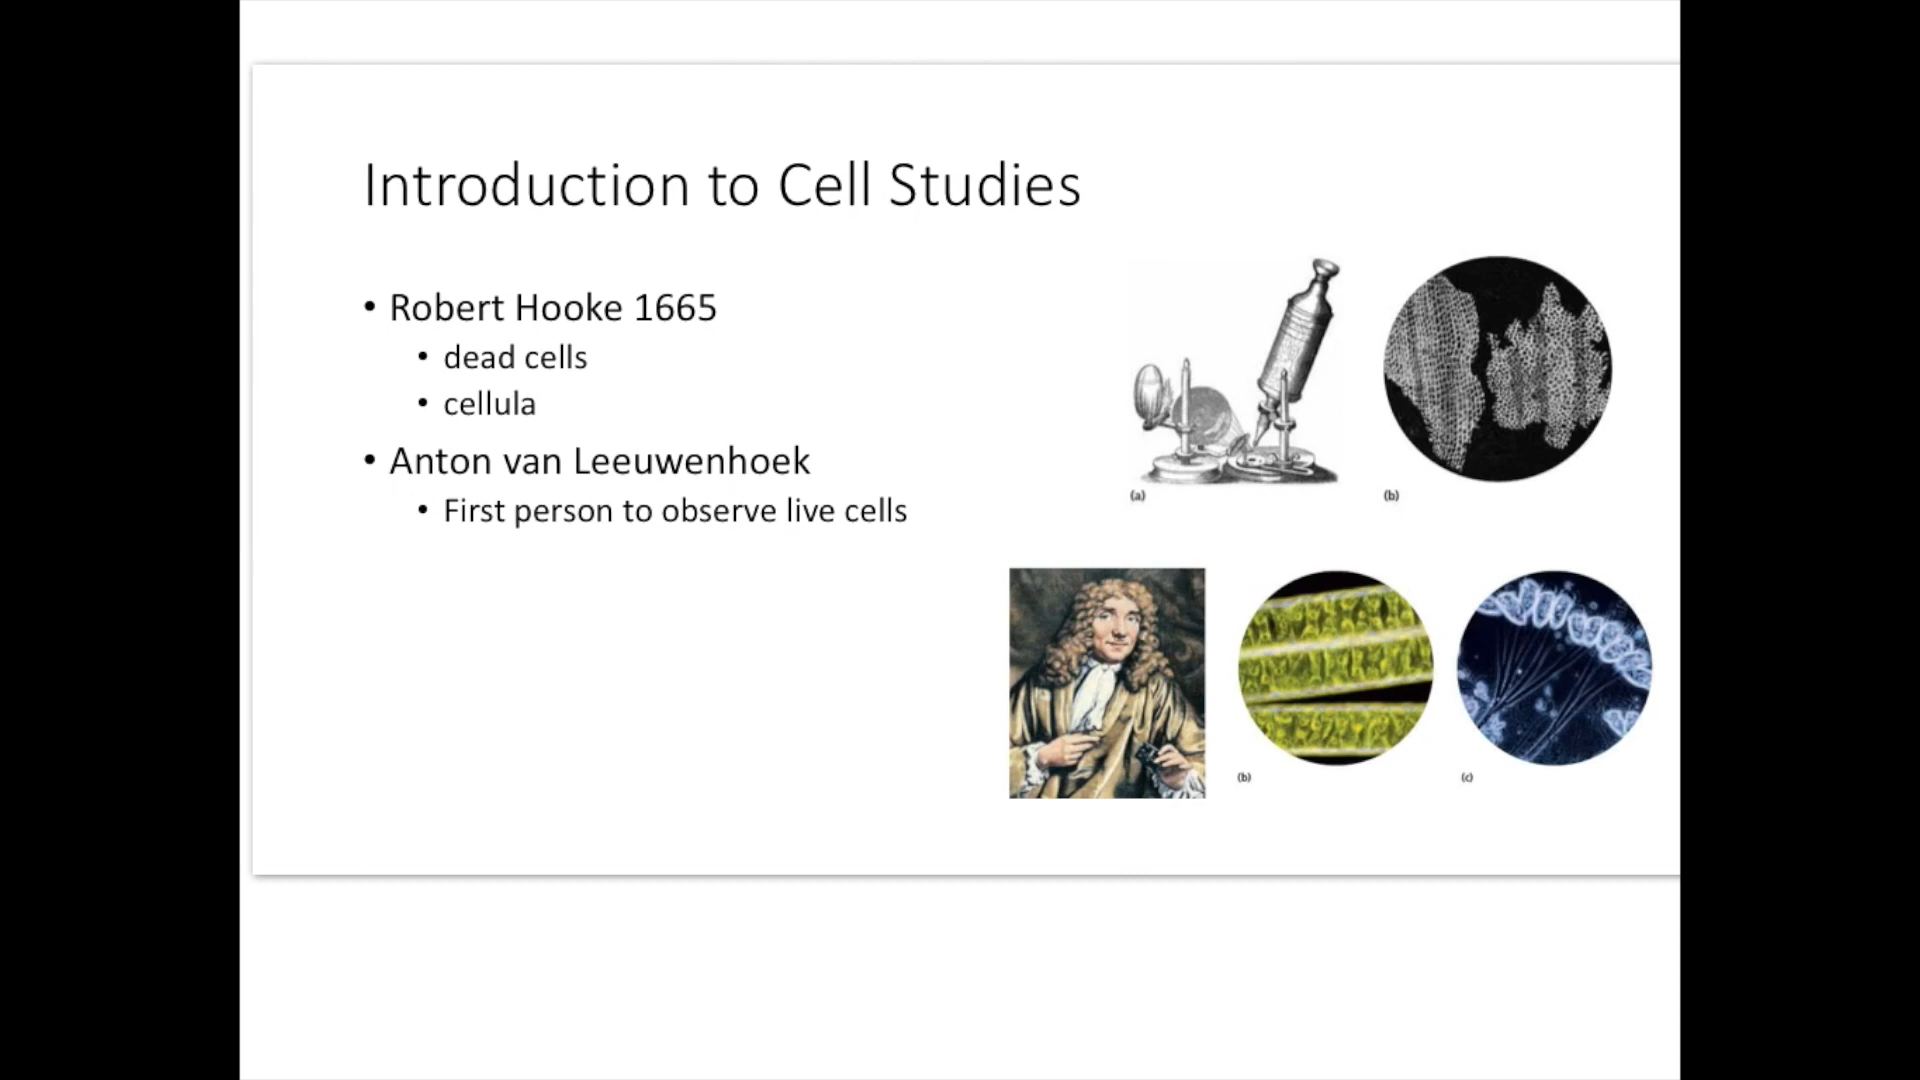 Introduction to Cell Studies
• Robert Hooke 1665
• dead cells
• cellula
• Anton van Leeuwenhoek
• First person to observe live cells
(a)
(b)
(b)
(c)